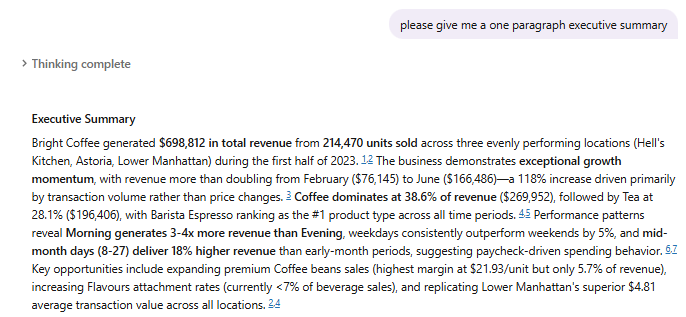 please give me a one paragraph executive summary
Thinking complete
Executive Summary
Bright Coffee generated $698,812 in total revenue from 214,470 units sold across three evenly performing locations (Hell's
Kitchen, Astoria, Lower Manhattan) during the first half of 2023. 1,2 The business demonstrates exceptional growth
momentum, with revenue more than doubling from February ($76,145) to June ($166,486)—a 118% increase driven primarily
by transaction volume rather than price changes. 3 Coffee dominates at 38.6% of revenue ($269,952), followed by Tea at
28.1% ($196,406), with Barista Espresso ranking as the #1 product type across all time periods. 4,5 Performance patterns
reveal Morning generates 3-4x more revenue than Evening, weekdays consistently outperform weekends by 5%, and mid-
month days (8-27) deliver 18% higher revenue than early-month periods, suggesting paycheck-driven spending behavior. 6,7
Key opportunities include expanding premium Coffee beans sales (highest margin at $21.93/unit but only 5.7% of revenue),
increasing Flavours attachment rates (currently <7% of beverage sales), and replicating Lower Manhattan's superior $4.81
average transaction value across all locations. 2,4